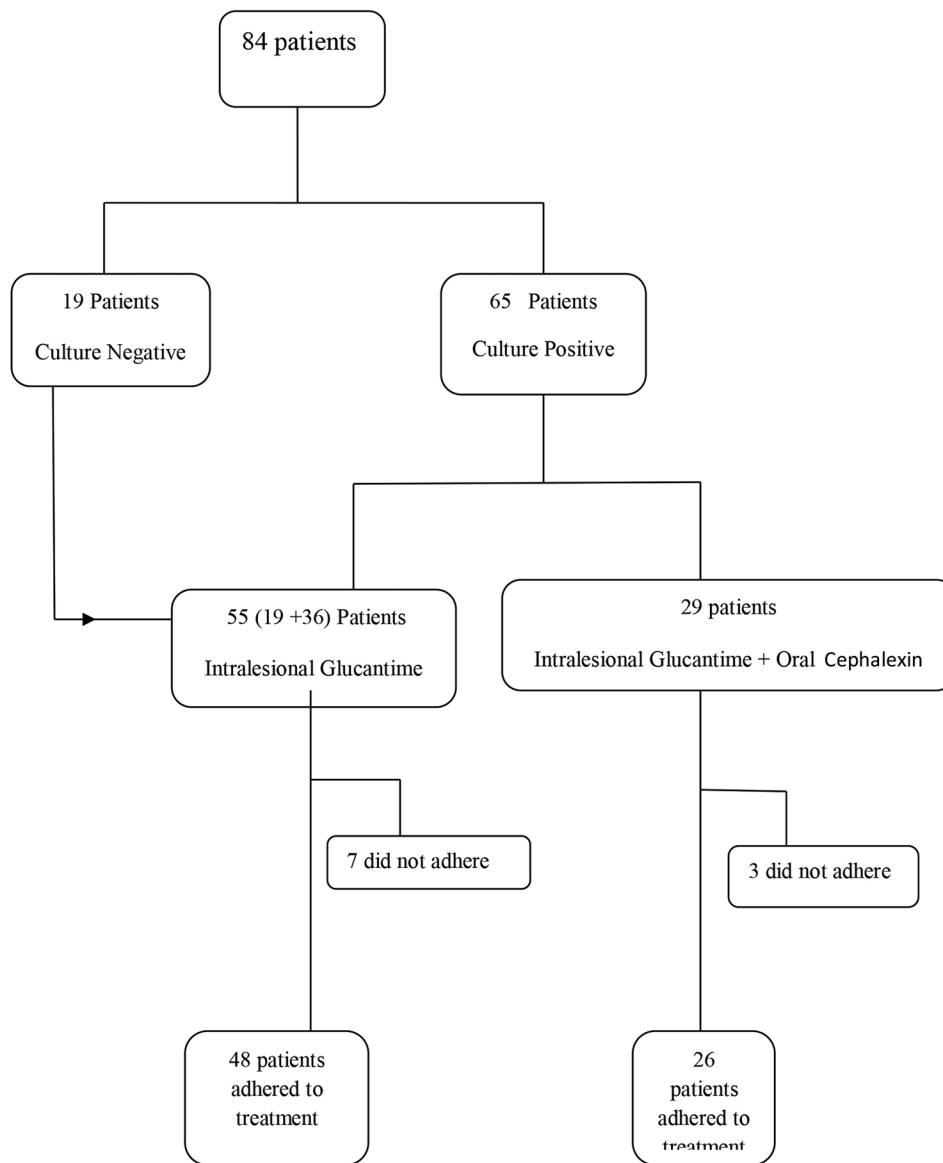 84 patients
19 Patients
Culture Negative
65 Patients
Culture Positive
55 (19 +36) Patients
Intralesional Glucantime
29 patients
Intralesional Glucantime + Oral Cephalexin
7 did not adhere
3 did not adhere
48 patients
adhered to
treatment
26
patients
adhered to
treatment